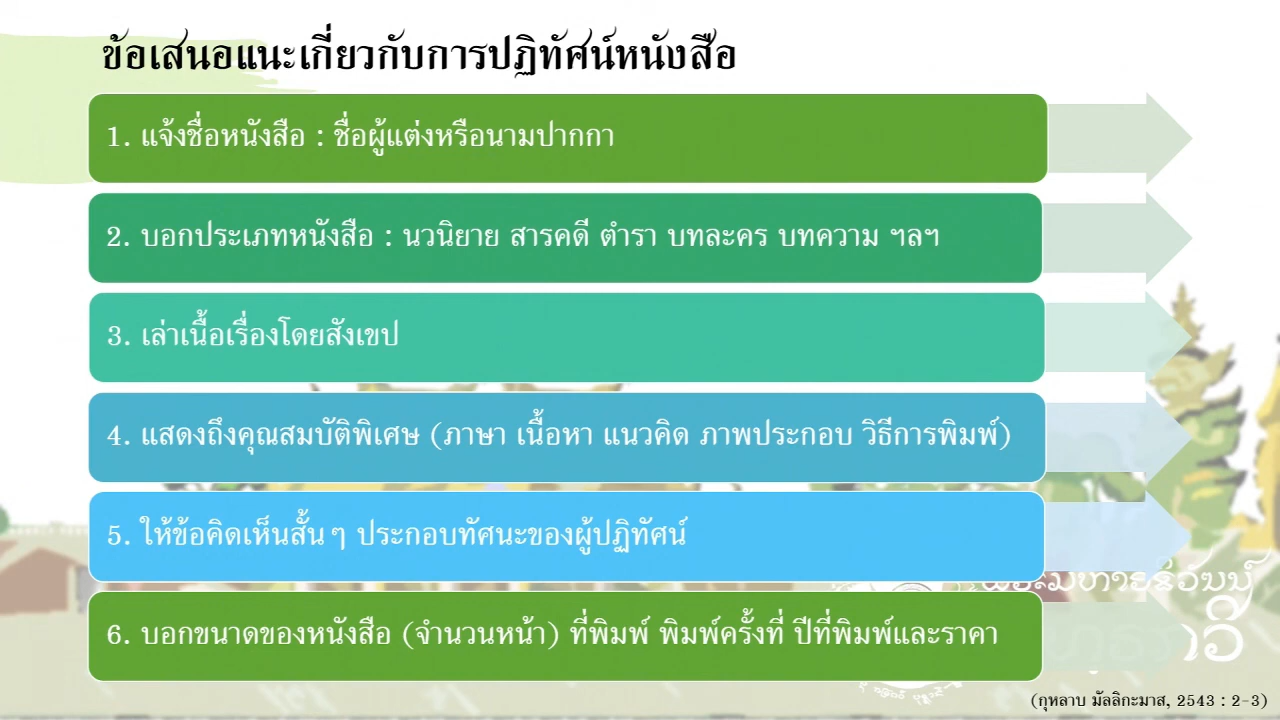 ข้อเสนอแนะเกี่ยวกับการปฏิทัศน์หนังสือ
1. แจ้งชื่อหนังสือ : ชื่อผู้แต่งหรือนามปากกา
2. บอกประเภทหนังสือ : นวนิยาย สารคดี ตำรา บทละคร บทความ ฯลฯ
3. เล่าเนื้อเรื่องโดยสังเขป
4. แสดงถึงคุณสมบัติพิเศษ (ภาษา เนื้อหา แนวคิด ภาพประกอบ วิธีการพิมพ์)
5. ให้ข้อคิดเห็นสั้นๆ ประกอบทัศนะของผู้ปฏิทัศน์
6. บอกขนาดของหนังสือ (จำนวนหน้า) ที่พิมพ์ พิมพ์ครั้งที่ ปีที่พิมพ์และราคา
(กุหลาบ มัลลิกะมาส, 2543 : 2-3)